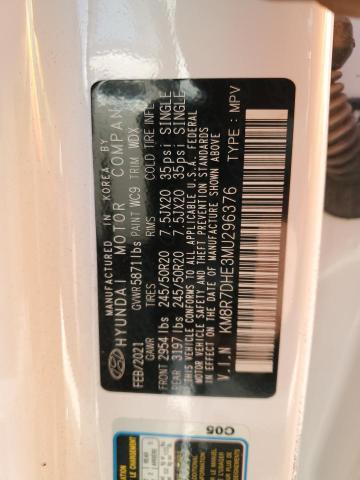 MANUFACTURED IN KOREA BY
HYUNDAI MOTOR COMPANY
FEB/2021 GVWR 5871lbs PAINT WC9 TRIM WDX
GAWR TIRES RIMS COLD TIRE INFL
FRONT 2954 lbs 245/50R20 7.5JX20 35psi SINGLE
REAR 3197 lbs 245/50R20 7.5JX20 35psi SINGLE
THIS VEHICLE CONFORMS TO ALL APPLICABLE U.S.A. FEDERAL
MOTOR VEHICLE SAFETY AND THEFT PREVENTION STANDARDS
IN EFFECT ON THE DATE OF MANUFACTURE SHOWN ABOVE.
V.I.N KM8R7DHE3MU296376 TYPE : MPV
C05
LE CHARGEMENT